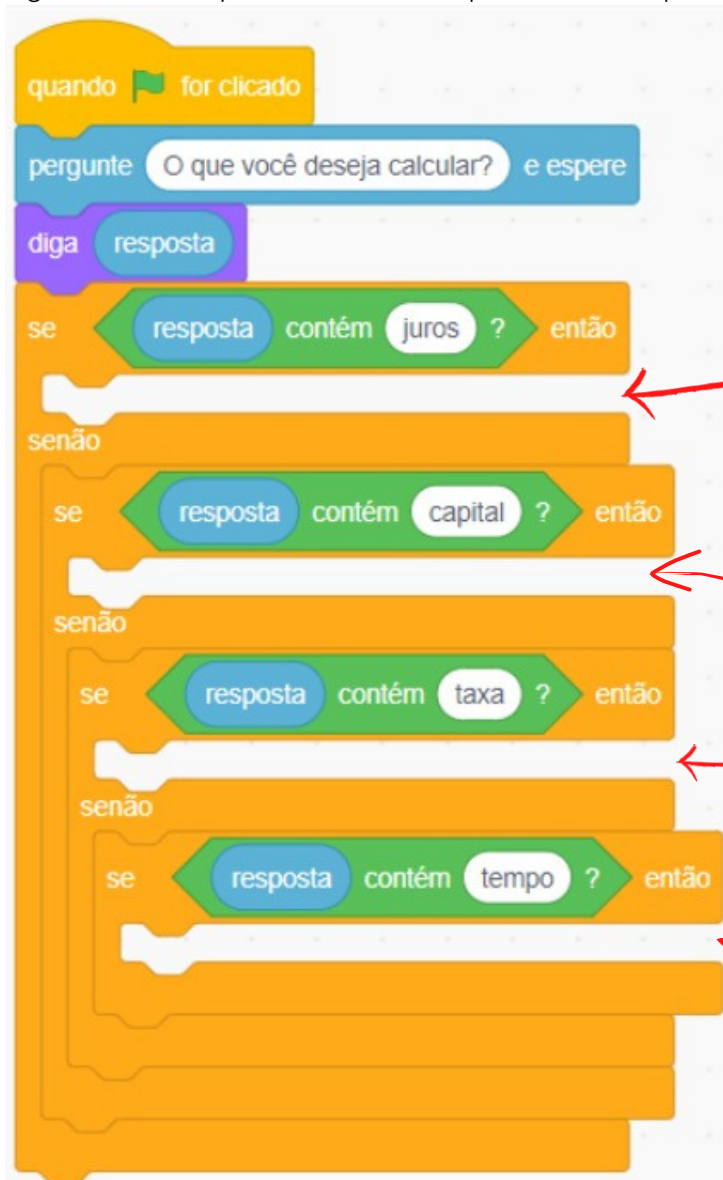 quando for clicado
pergunte O que você deseja calcular? e espere
diga resposta
se resposta contém juros ? então
senão
se resposta contém capital ? então
senão
se resposta contém taxa ? então
senão
se resposta contém tempo ? então